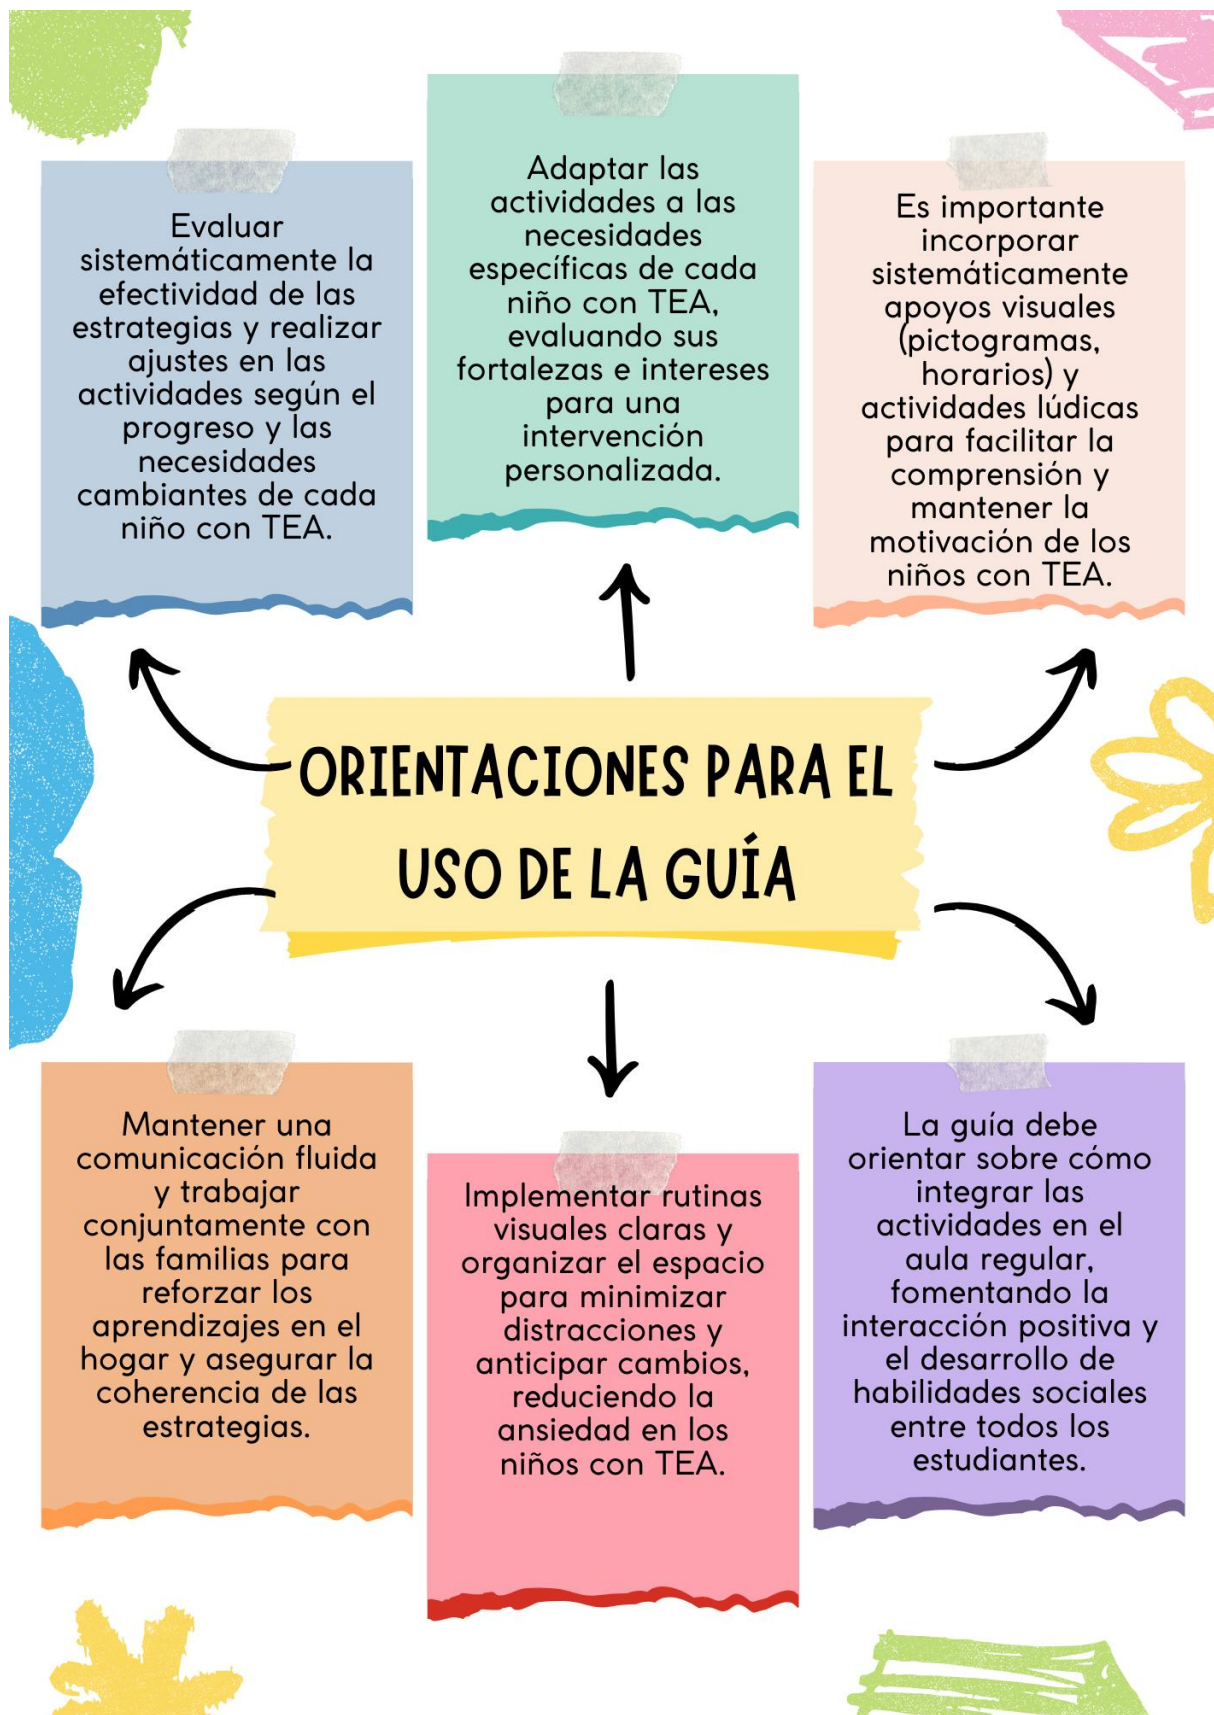 Evaluar
sistemáticamente la
efectividad de las
estrategias y realizar
ajustes en las
actividades según el
progreso y las
necesidades
cambiantes de cada
niño con TEA.
Adaptar las
actividades a las
necesidades
específicas de cada
niño con TEA,
evaluando sus
fortalezas e intereses
para una
intervención
personalizada.
Es importante
incorporar
sistemáticamente
apoyos visuales
(pictogramas,
horarios) y
actividades lúdicas
para facilitar la
comprensión y
mantener la
motivación de los
niños con TEA.
ORIENTACIONES PARA EL
USO DE LA GUÍA
Mantener una
comunicación fluida
y trabajar
conjuntamente con
las familias para
reforzar los
aprendizajes en el
hogar y asegurar la
coherencia de las
estrategias.
Implementar rutinas
visuales claras y
organizar el espacio
para minimizar
distracciones y
anticipar cambios,
reduciendo la
ansiedad en los
niños con TEA.
La guía debe
orientar sobre cómo
integrar las
actividades en el
aula regular,
fomentando la
interacción positiva y
el desarrollo de
habilidades sociales
entre todos los
estudiantes.